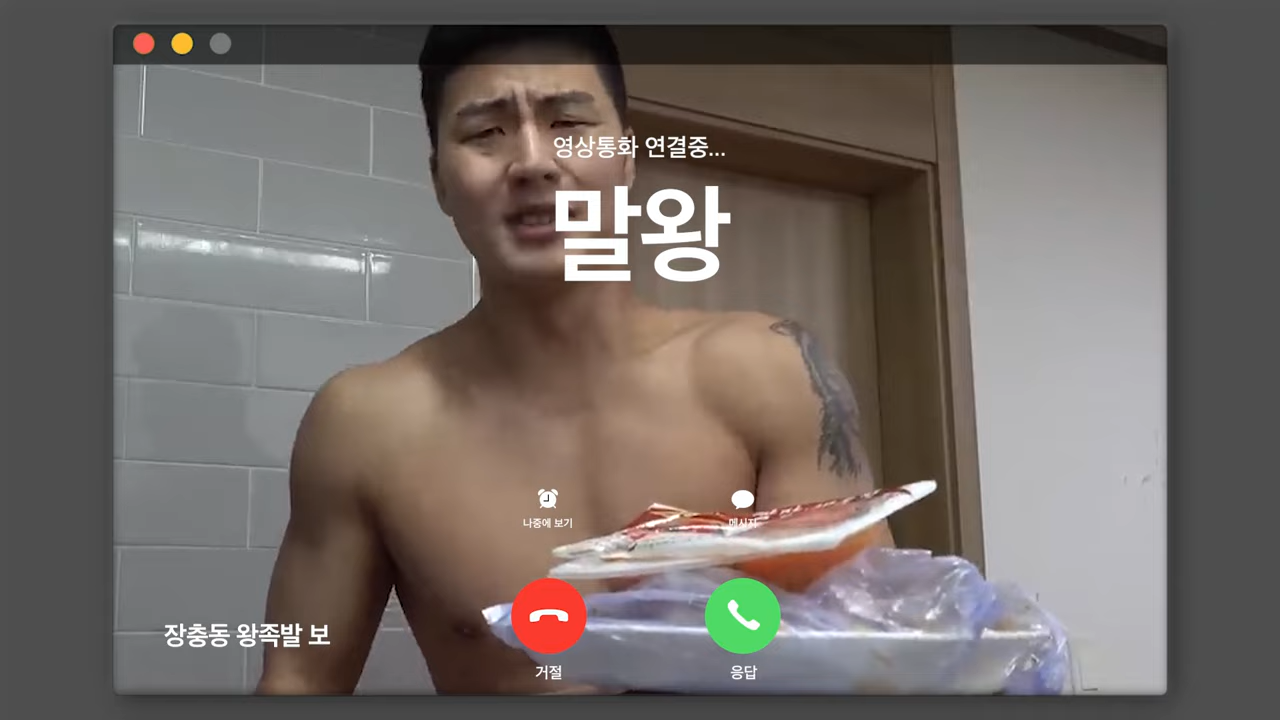 영상통화 연결중...
말왕
나중에 보기
메시지
장충동 왕족발 보
거절
응답